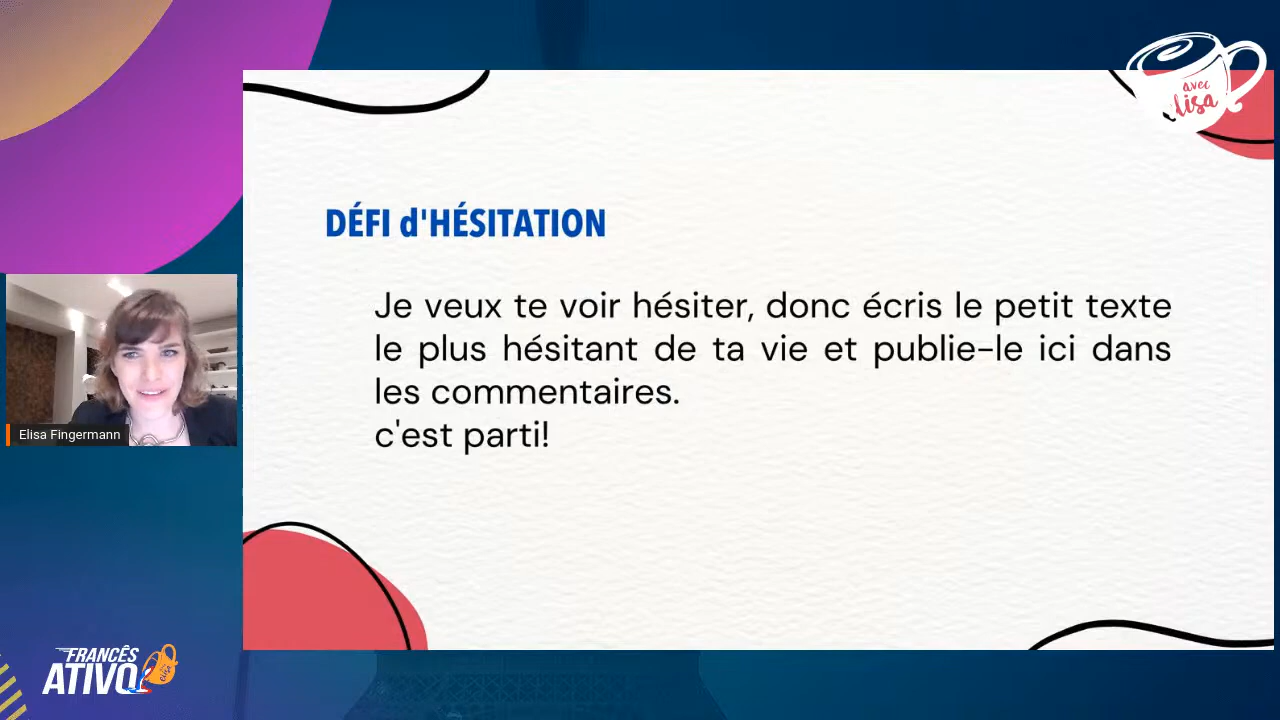 avec
elisa
DÉFI d'HÉSITATION
Je veux te voir hésiter, donc écris le petit texte
le plus hésitant de ta vie et publie-le ici dans
les commentaires.
c'est parti!
Elisa Fingermann
FRANCÊS
ATIVO
elisa